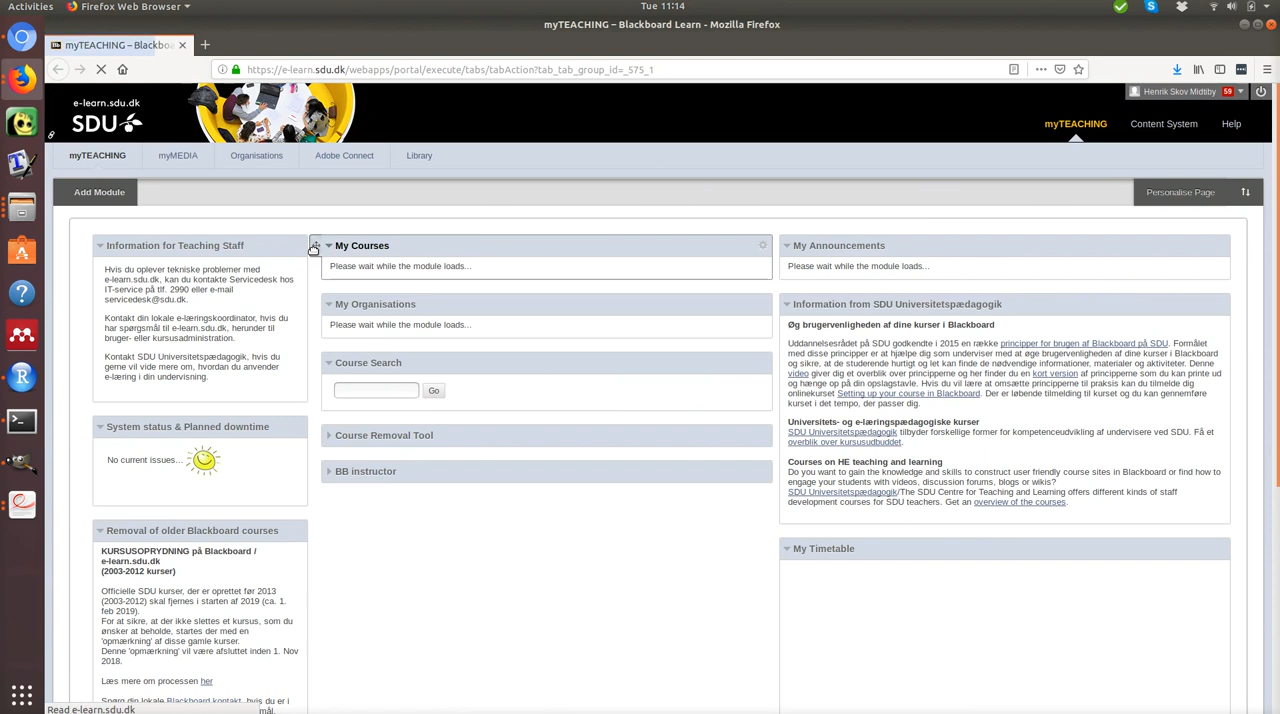 Activities
Firefox Web Browser
Tue 11:14
myTEACHING – Blackboard Learn - Mozilla Firefox
myTEACHING – Blackbo
https://e-learn.sdu.dk/webapps/portal/execute/tabs/tabAction?tab_tab_group_id=_575_1
e-learn.sdu.dk
SDU
Henrik Skov Midtiby 59
myTEACHING
Content System
Help
myTEACHING
myMEDIA
Organisations
Adobe Connect
Library
Add Module
Personalise Page
Information for Teaching Staff
Hvis du oplever tekniske problemer med
e-learn.sdu.dk, kan du kontakte Servicedesk hos
IT-service på tlf. 2990 eller e-mail
servicedesk@sdu.dk.
Kontakt din lokale e-læringskoordinator, hvis du
har spørgsmål til e-learn.sdu.dk, herunder til
bruger- eller kursusadministration.
Kontakt SDU Universitetspædagogik, hvis du
gerne vil vide mere om, hvordan du anvender
e-læring i din undervisning.
System status & Planned downtime
No current issues...
Removal of older Blackboard courses
KURSUSOPRYDNING på Blackboard /
e-learn.sdu.dk
(2003-2012 kurser)
Officielle SDU kurser, der er oprettet før 2013
(2003-2012) skal fjernes i starten af 2019 (ca. 1.
feb 2019).
For at sikre, at der ikke slettes et kursus, som du
ønsker at beholde, startes der med en
'opmærkning' af disse gamle kurser.
Denne 'opmærkning' vil være afsluttet inden 1. Nov
2018.
Læs mere om processen her
Spørg din lokale Blackboard kontakt, hvis du er i
mål.
Read e-learn.sdu.dk
My Courses
Please wait while the module loads...
My Organisations
Please wait while the module loads...
Course Search
Go
Course Removal Tool
BB instructor
My Announcements
Please wait while the module loads...
Information from SDU Universitetspædagogik
Øg brugervenligheden af dine kurser i Blackboard
Uddannelsesrådet på SDU godkendte i 2015 en række principper for brugen af Blackboard på SDU. Formålet
med disse principper er at hjælpe dig som underviser med at øge brugervenligheden af dine kurser i Blackboard
og sikre, at de studerende hurtigt og let kan finde de nødvendige informationer, materialer og aktiviteter. Denne
video giver dig et overblik over principperne og her finder du en kort version af principperne som du kan printe ud
og hænge op på din opslagstavle. Hvis du vil lære at omsætte principperne til praksis kan du tilmelde dig
onlinekurset Setting up your course in Blackboard. Der er løbende tilmelding til kurset og du kan gennemføre
kurset i det tempo, der passer dig.
Universitets- og e-læringspædagogiske kurser
SDU Universitetspædagogik tilbyder forskellige former for kompetenceudvikling af undervisere ved SDU. Få et
overblik over kursusudbuddet.
Courses on HE teaching and learning
Do you want to gain the knowledge and skills to construct user friendly course sites in Blackboard or find how to
engage your students with videos, discussion forums, blogs or wikis?
SDU Universitetspædagogik/The SDU Centre for Teaching and Learning offers different kinds of staff
development courses for SDU teachers. Get an overview of the courses.
My Timetable